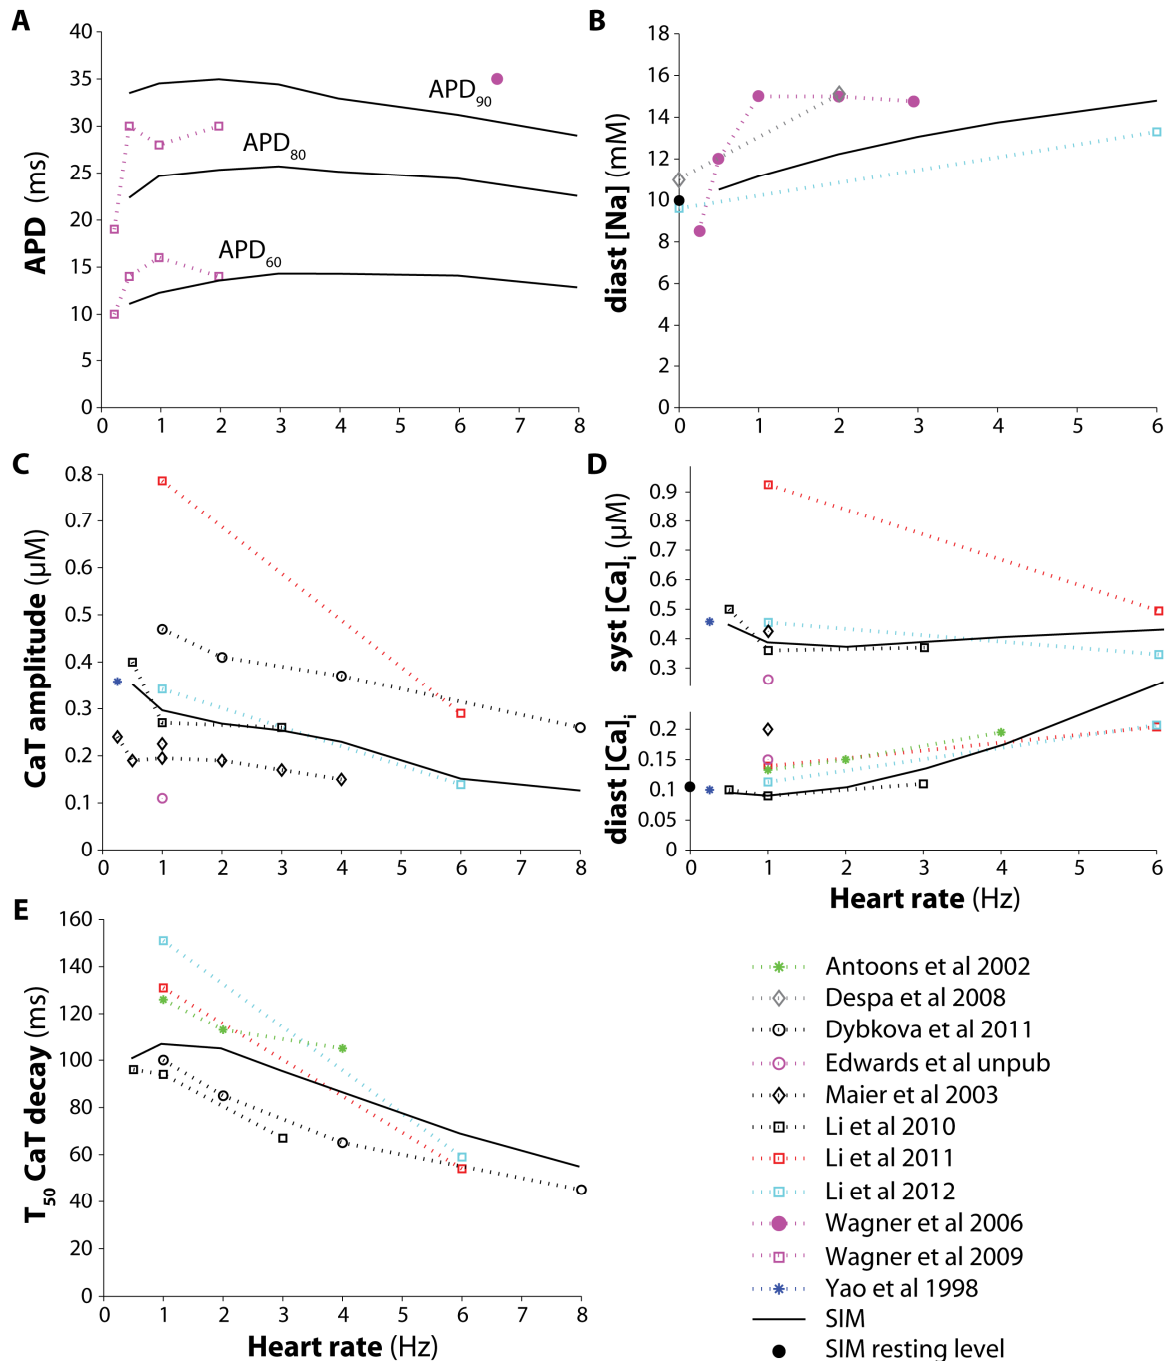 A
APD (ms)
40
35
30
25
20
15
10
5
0
APD90
APD80
APD60
0 1 2 3 4 5 6 7 8
B
diast [Na] (mM)
18
16
14
12
10
8
6
4
2
0
0 1 2 3 4 5 6
C
CaT amplitude (µM)
0.8
0.7
0.6
0.5
0.4
0.3
0.2
0.1
0
0 1 2 3 4 5 6 7 8
D
syst [Ca]i (µM)
0.9
0.8
0.7
0.6
0.5
0.4
0.3
diast [Ca]i
0.2
0.15
0.1
0.05
0
0 1 2 3 4 5 6
Heart rate (Hz)
E
T50 CaT decay (ms)
160
140
120
100
80
60
40
20
0
0 1 2 3 4 5 6 7 8
Heart rate (Hz)
Antoons et al 2002
Despa et al 2008
Dybkova et al 2011
Edwards et al unpub
Maier et al 2003
Li et al 2010
Li et al 2011
Li et al 2012
Wagner et al 2006
Wagner et al 2009
Yao et al 1998
SIM
SIM resting level